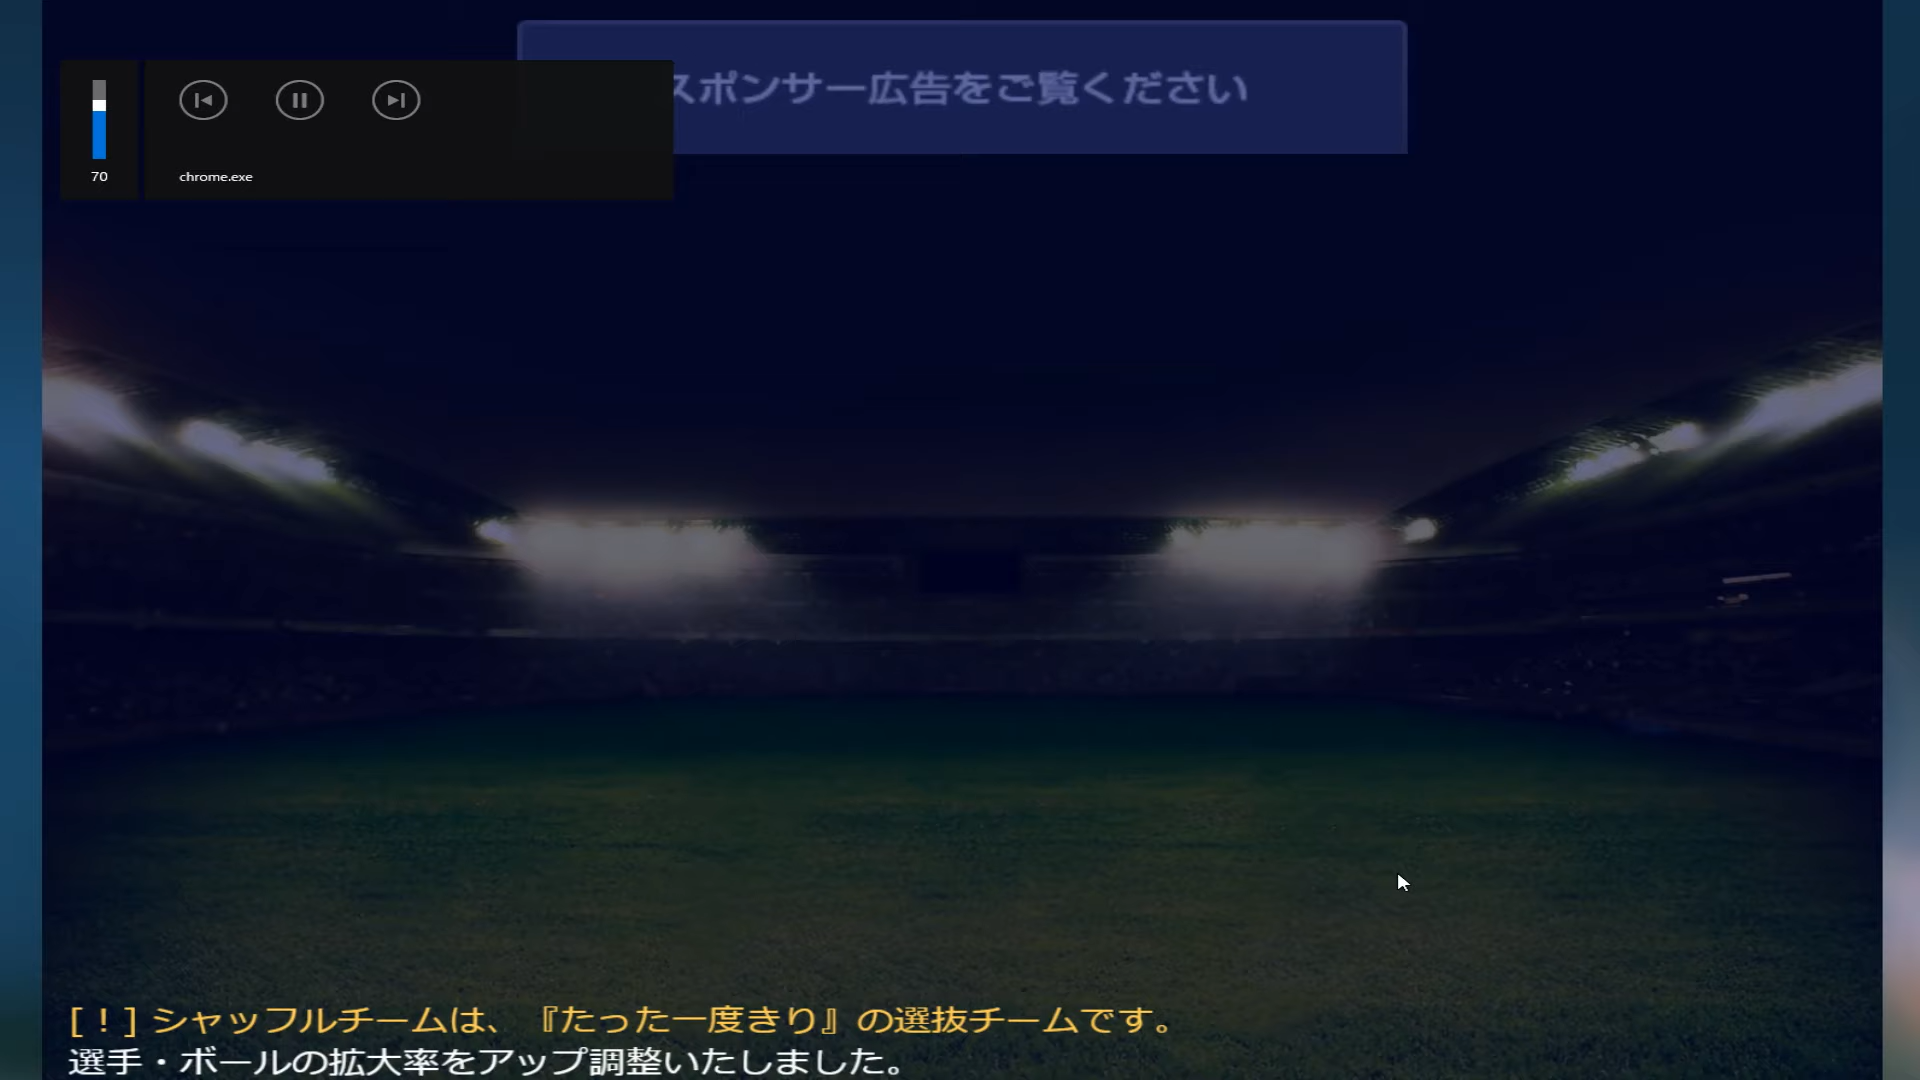 スポンサー広告をご覧ください
70
chrome.exe
[！] シャッフルチームは、『たった一度きり』の選抜チームです。
選手・ボールの拡大率をアップ調整いたしました。